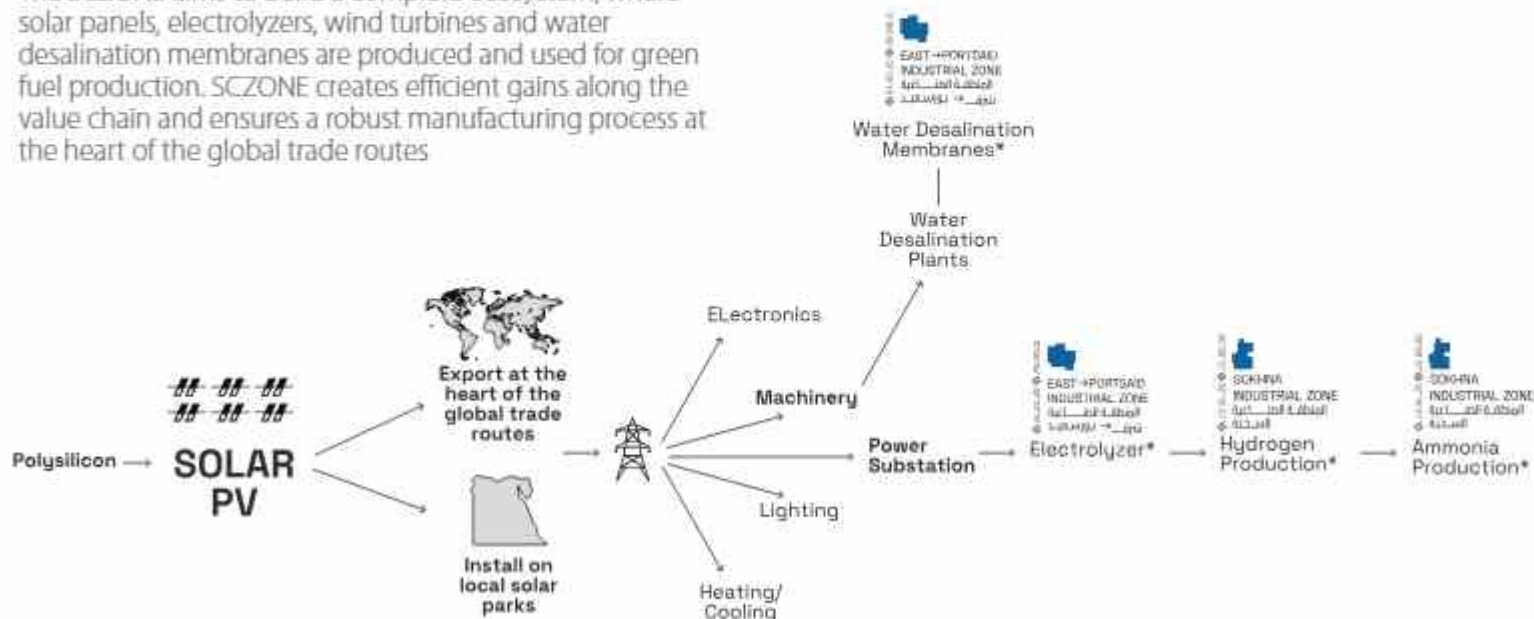 solar panels, electrolyzers, wind turbines and water
desalination membranes are produced and used for green
fuel production. SCZONE creates efficient gains along the
value chain and ensures a robust manufacturing process at
the heart of the global trade routes
EAST → PORTSAID
INDUSTRIAL ZONE
Water Desalination
Membranes*
Water
Desalination
Plants
ELectronics
Machinery
Export at the
heart of the
global trade
routes
Polysilicon
SOLAR
PV
Power
Substation
EAST → PORTSAID
INDUSTRIAL ZONE
Electrolyzer*
SOKHNA
INDUSTRIAL ZONE
Hydrogen
Production*
SOKHNA
INDUSTRIAL ZONE
Ammonia
Production*
Lighting
Install on
local solar
parks
Heating/
Cooling